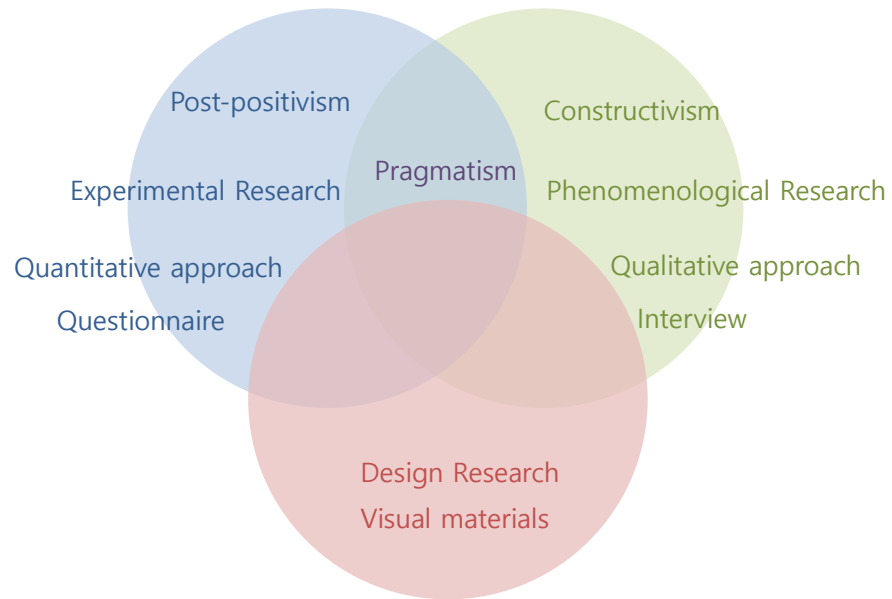 Post-positivism
Experimental Research
Quantitative approach
Questionnaire
Pragmatism
Constructivism
Phenomenological Research
Qualitative approach
Interview
Design Research
Visual materials